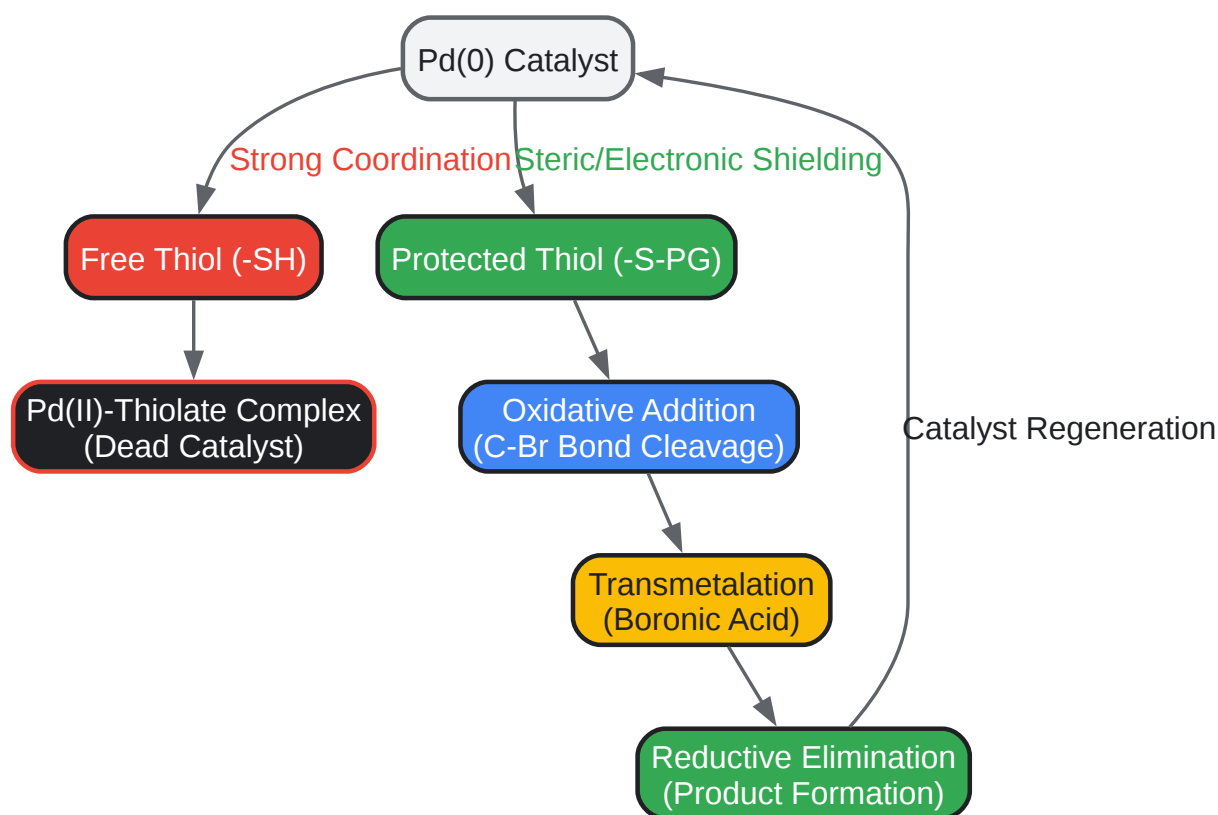 Pd(0) Catalyst
Strong Coordination
Steric/Electronic Shielding
Free Thiol (-SH)
Protected Thiol (-S-PG)
Pd(II)-Thiolate Complex
(Dead Catalyst)
Oxidative Addition
(C-Br Bond Cleavage)
Catalyst Regeneration
Transmetalation
(Boronic Acid)
Reductive Elimination
(Product Formation)